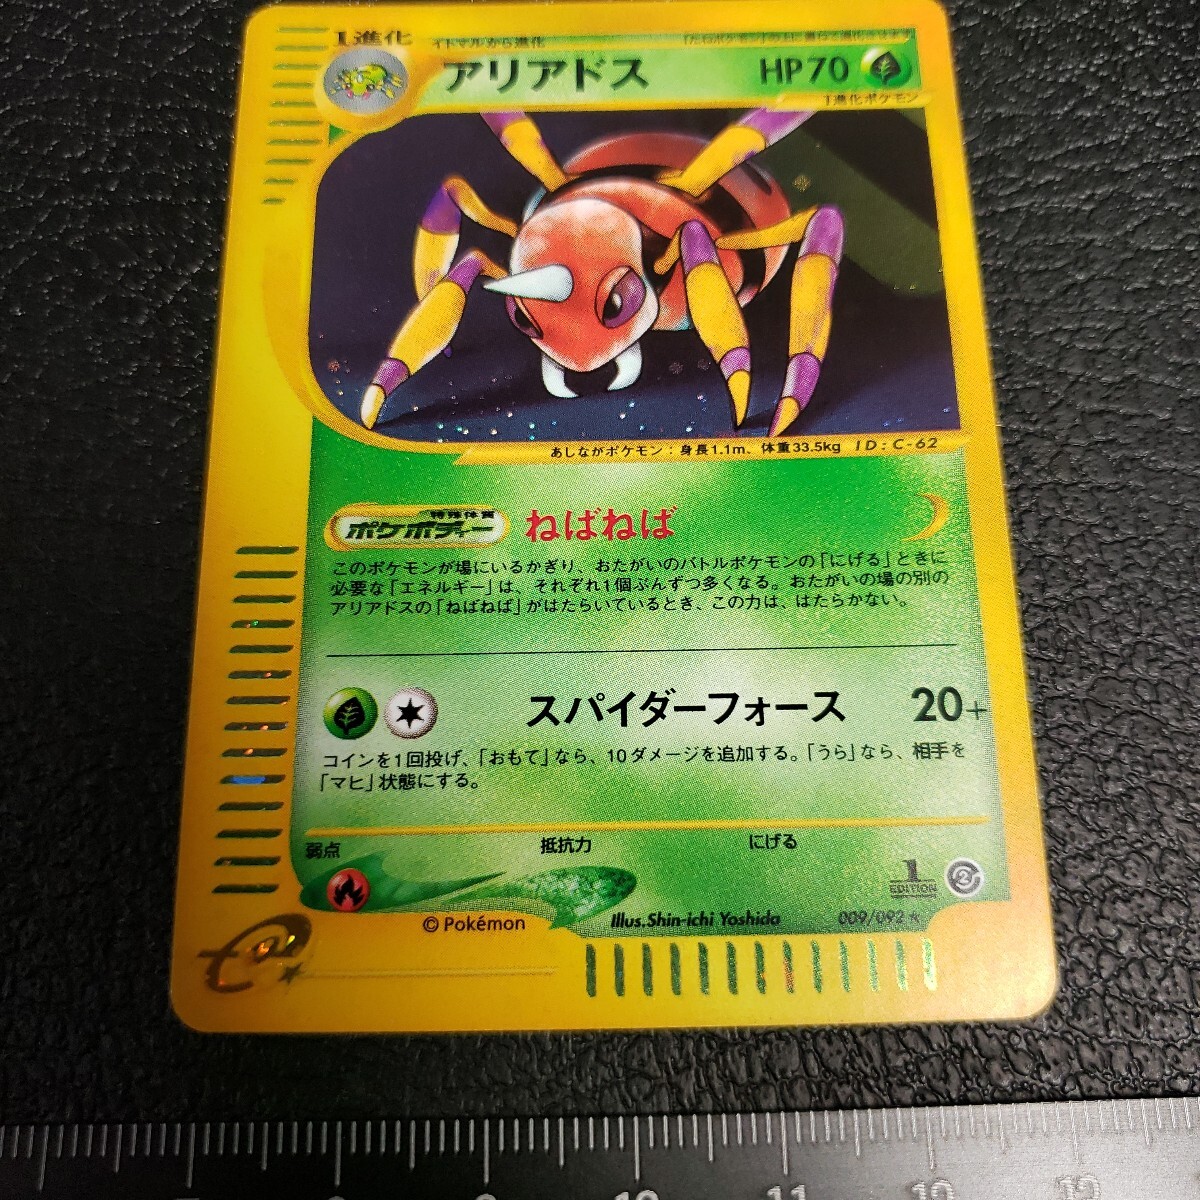 1進化
イトマルから進化
アリアドス
HP70
1進化ポケモン
あしながポケモン：身長1.1m、体重33.5kg ID：C-62
特殊体質
ポケボディー
ねばねば
このポケモンが場にいるかぎり、おたがいのバトルポケモンの「にげる」ときに
必要な「エネルギー」は、それぞれ1個ぶんずつ多くなる。おたがいの場の別の
アリアドスの「ねばねば」がはたらいているとき、この力は、はたらかない。
スパイダーフォース 20+
コインを1回投げ、「おもて」なら、10ダメージを追加する。「うら」なら、相手を
「マヒ」状態にする。
弱点 抵抗力 にげる
1
EDITION
2
© Pokémon Illus.Shin-ichi Yoshida 009/092 ★
e
10 11